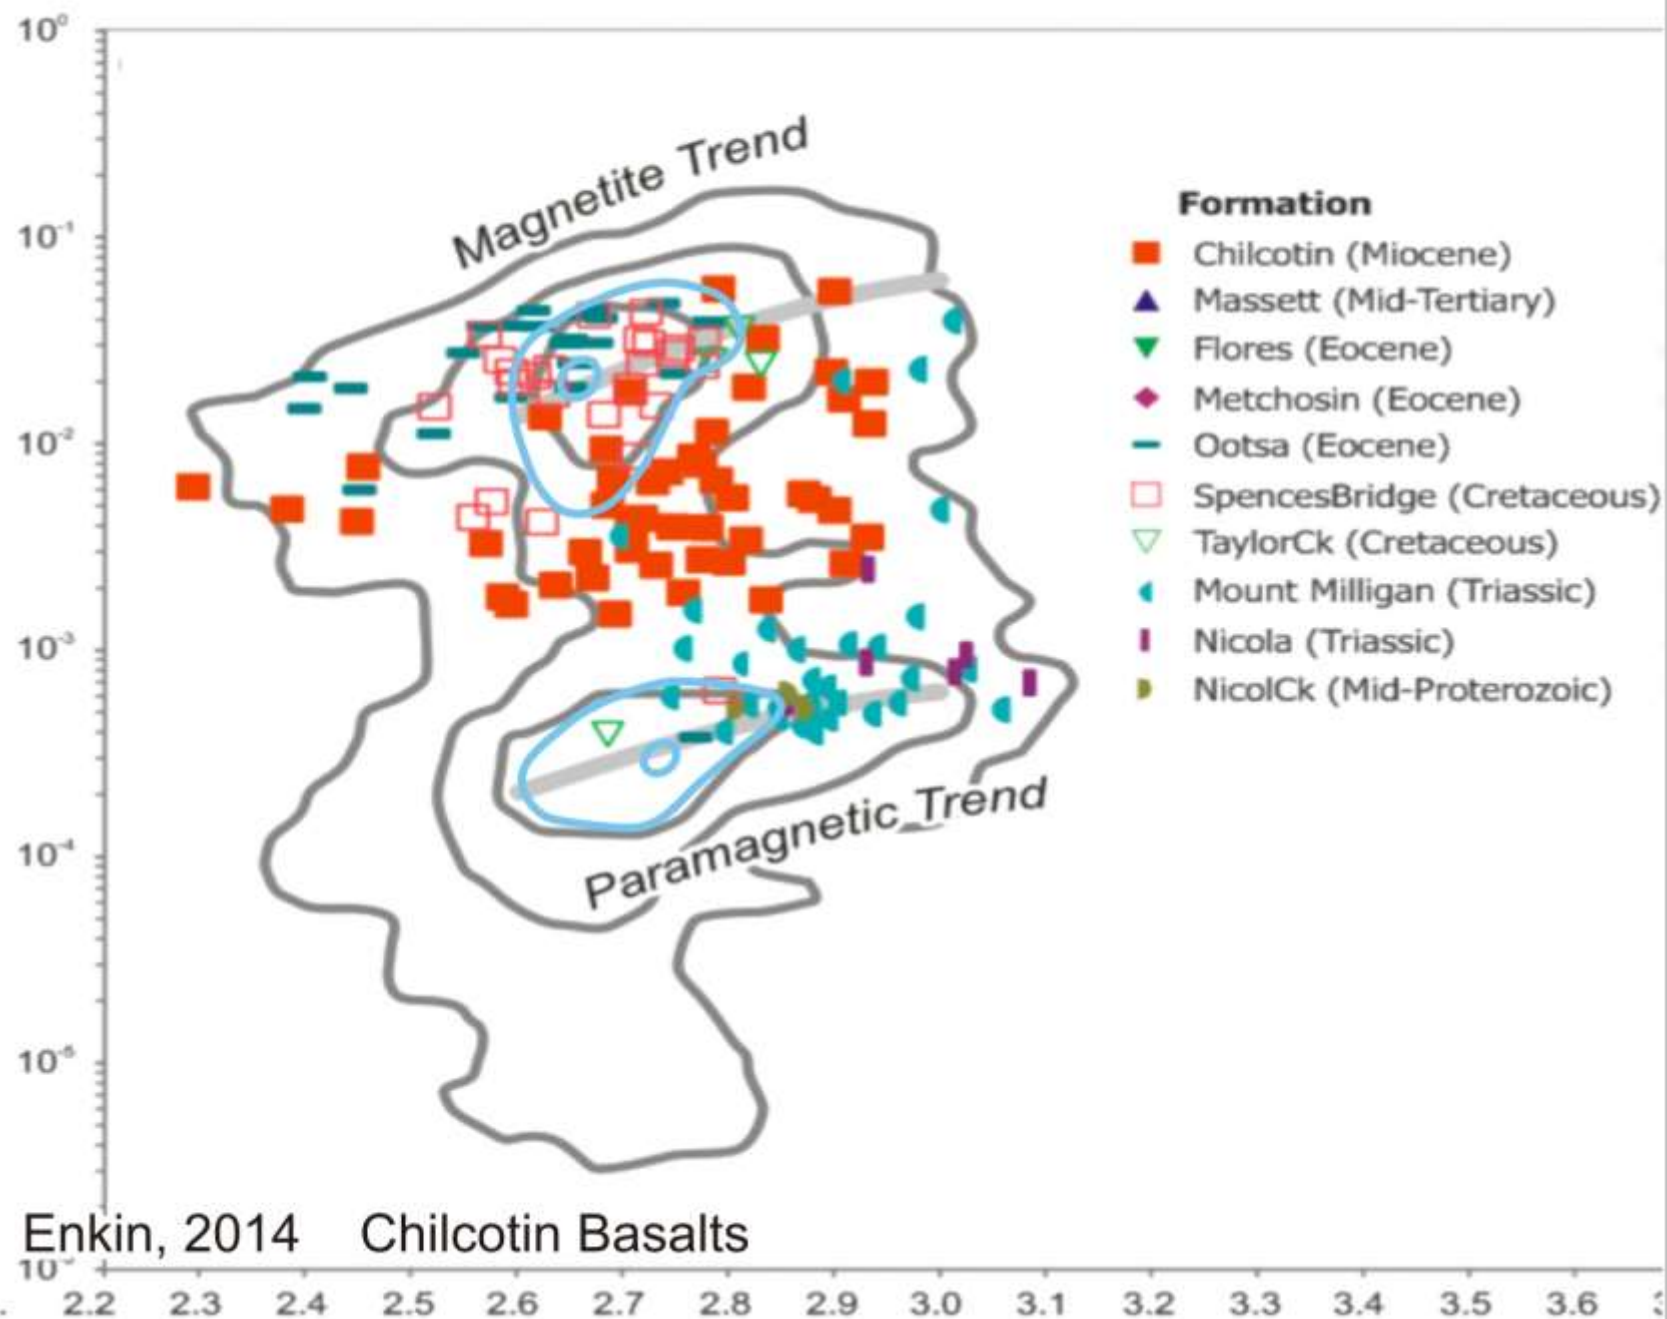 10⁰
Magnetite Trend
10⁻¹
Formation
Chilcotin (Miocene)
Massett (Mid-Tertiary)
Flores (Eocene)
Metchosin (Eocene)
Ootsa (Eocene)
10⁻²
SpencesBridge (Cretaceous)
TaylorCk (Cretaceous)
Mount Milligan (Triassic)
10⁻³
Nicola (Triassic)
NicolCk (Mid-Proterozoic)
Paramagnetic Trend
10⁻⁴
10⁻⁵
Enkin, 2014 Chilcotin Basalts
2.2 2.3 2.4 2.5 2.6 2.7 2.8 2.9 3.0 3.1 3.2 3.3 3.4 3.5 3.6